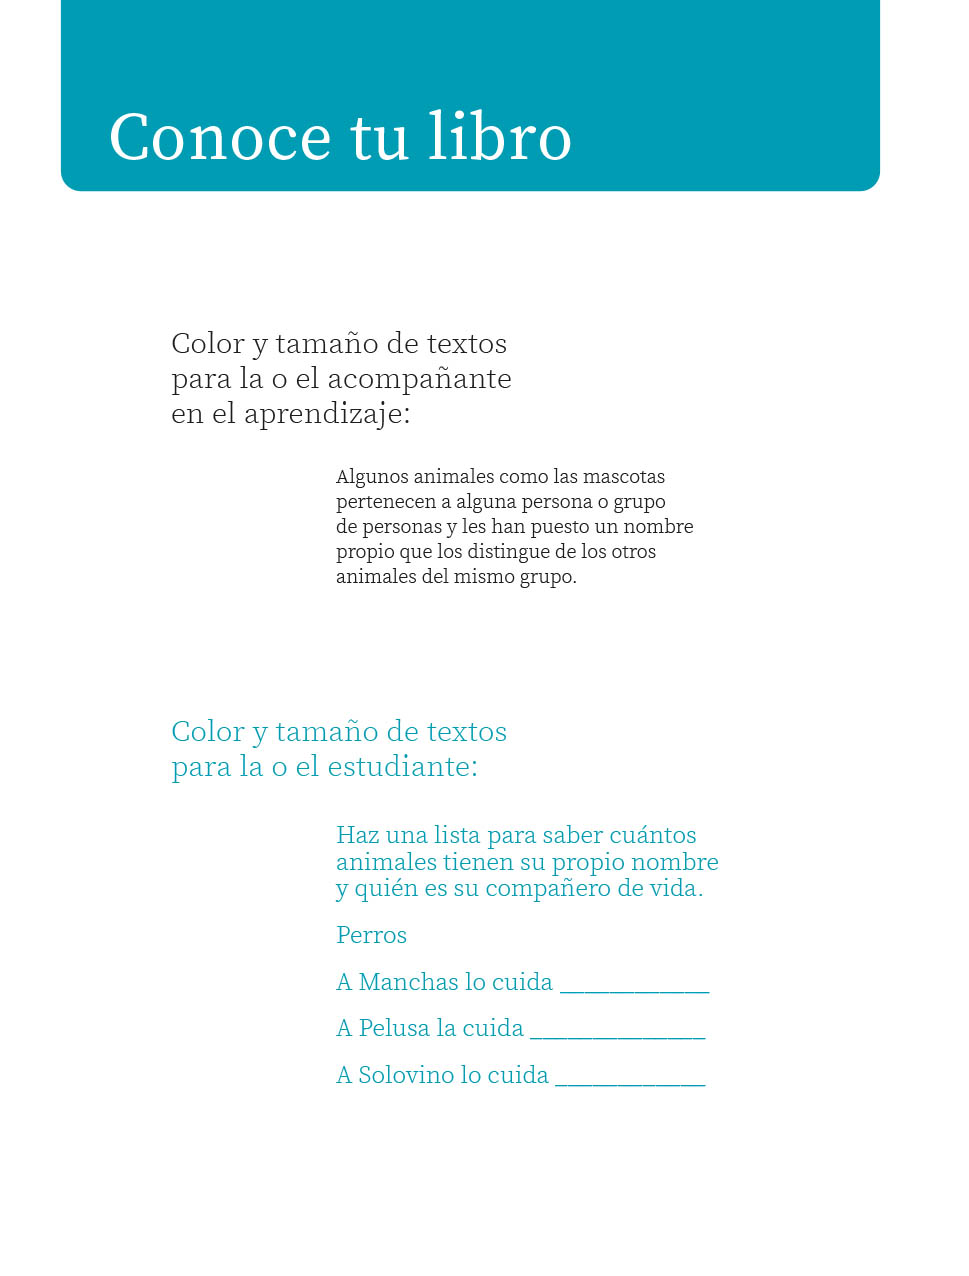 Conoce tu libro
Color y tamaño de textos
para la o el acompañante
en el aprendizaje:
Algunos animales como las mascotas
pertenecen a alguna persona o grupo
de personas y les han puesto un nombre
propio que los distingue de los otros
animales del mismo grupo.
Color y tamaño de textos
para la o el estudiante:
Haz una lista para saber cuántos
animales tienen su propio nombre
y quién es su compañero de vida.
Perros
A Manchas lo cuida ____________
A Pelusa la cuida ______________
A Solovino lo cuida ____________